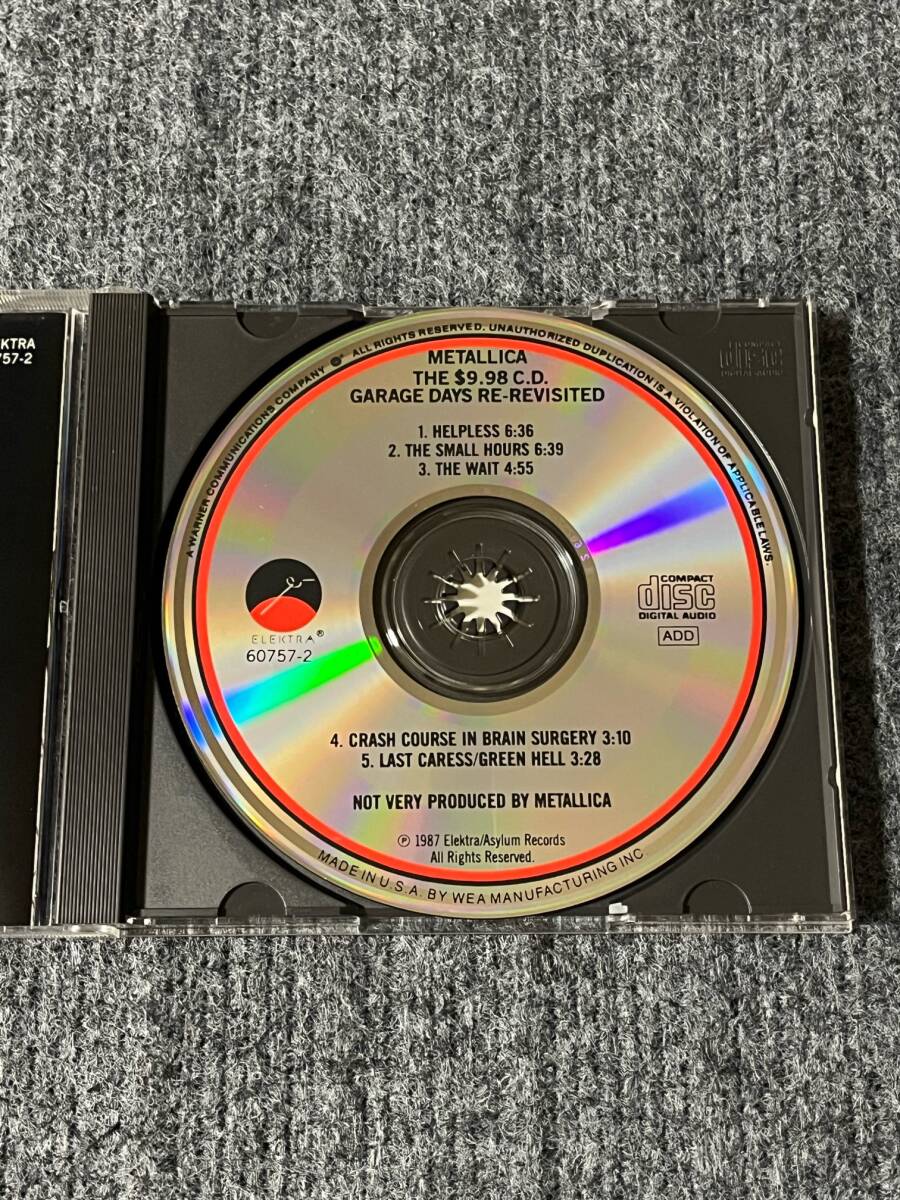 EKTRA
757-2
A WARNER COMMUNICATIONS COMPANY ALL RIGHTS RESERVED. UNAUTHORIZED DUPLICATION IS A VIOLATION OF APPLICABLE LAWS.
METALLICA
THE $9.98 C.D.
GARAGE DAYS RE-REVISITED
1. HELPLESS 6:36
2. THE SMALL HOURS 6:39
3. THE WAIT 4:55
ELEKTRA®
60757-2
COMPACT
disc
DIGITAL AUDIO
ADD
4. CRASH COURSE IN BRAIN SURGERY 3:10
5. LAST CARESS/GREEN HELL 3:28
NOT VERY PRODUCED BY METALLICA
℗ 1987 Elektra/Asylum Records
All Rights Reserved.
MADE IN U.S.A. BY WEA MANUFACTURING INC
COMPACT
disc
DIGITAL AUDIO